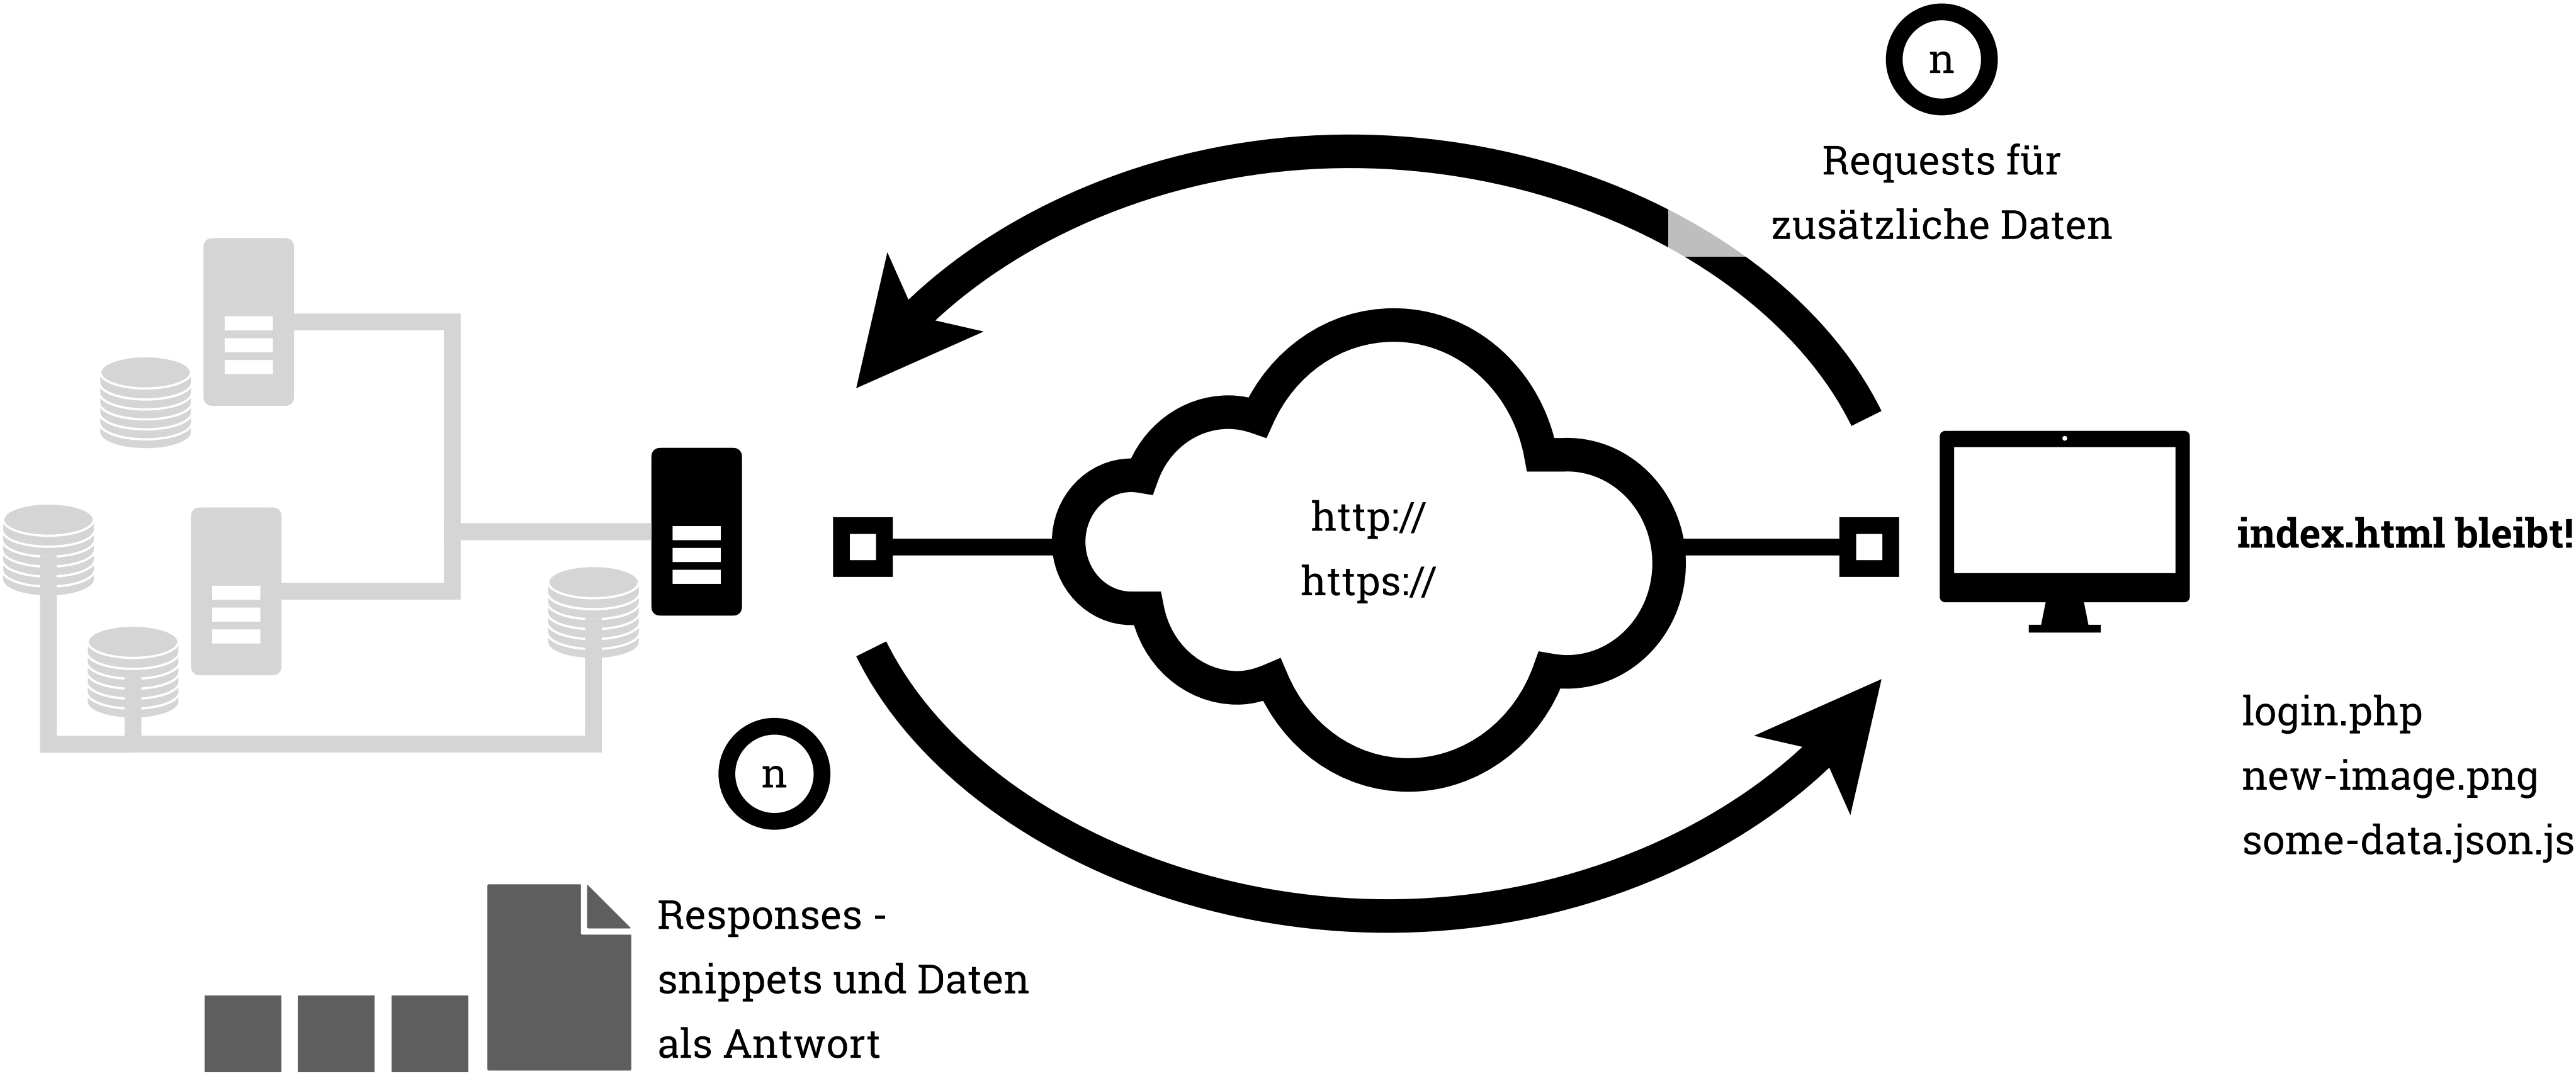 n
Requests für
zusätzliche Daten
http://
https://
index.html bleibt!
login.php
new-image.png
some-data.json.js
n
Responses -
snippets und Daten
als Antwort